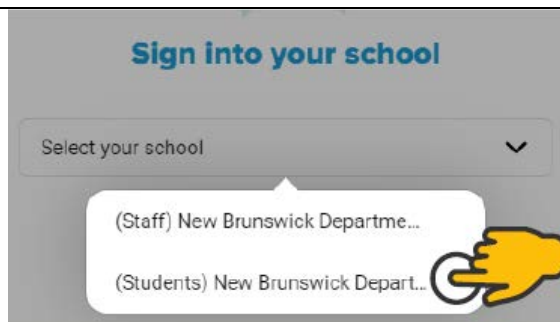 Sign into your school
Select your school
(Staff) New Brunswick Departme...
(Students) New Brunswick Depart...